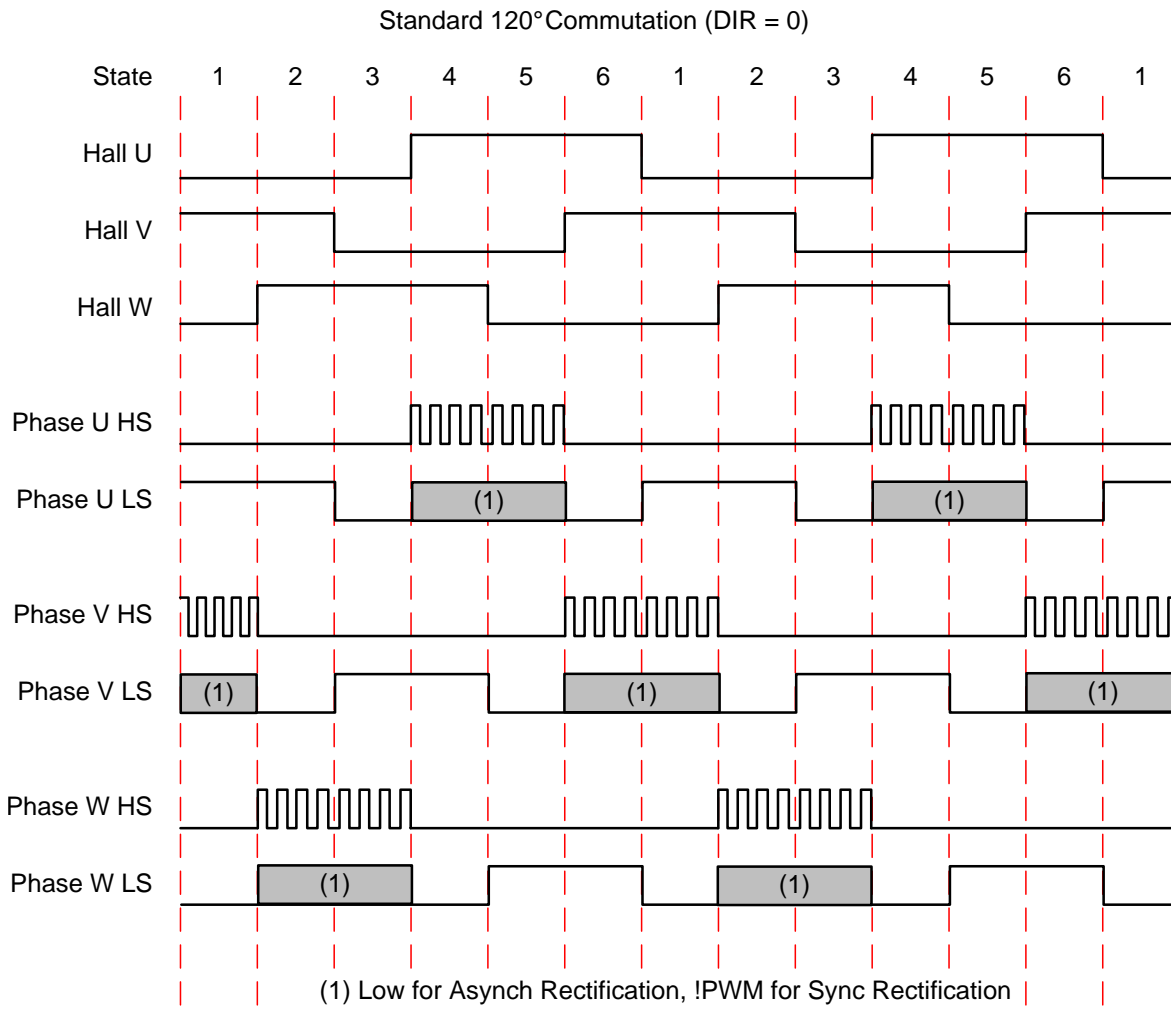 Standard 120° Commutation (DIR = 0)
State 1 2 3 4 5 6 1 2 3 4 5 6 1
Hall U
Hall V
Hall W
Phase U HS
Phase U LS (1) (1)
Phase V HS
Phase V LS (1) (1) (1)
Phase W HS
Phase W LS (1) (1)
(1) Low for Asynch Rectification, !PWM for Sync Rectification